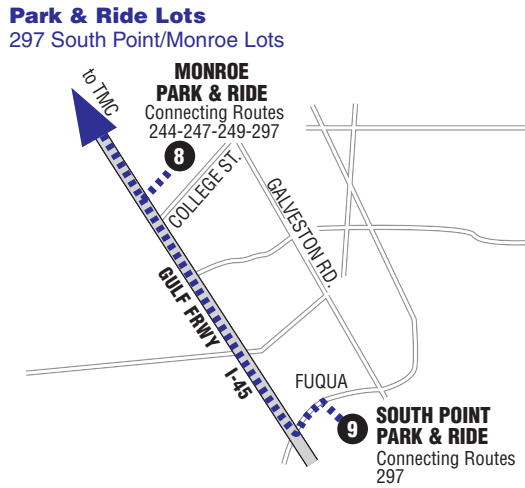 Park & Ride Lots
297 South Point/Monroe Lots
to TMC
MONROE
PARK & RIDE
Connecting Routes
244-247-249-297
8
COLLEGE ST.
GALVESTON RD.
GULF FRWY
I-45
FUQUA
9
SOUTH POINT
PARK & RIDE
Connecting Routes
297